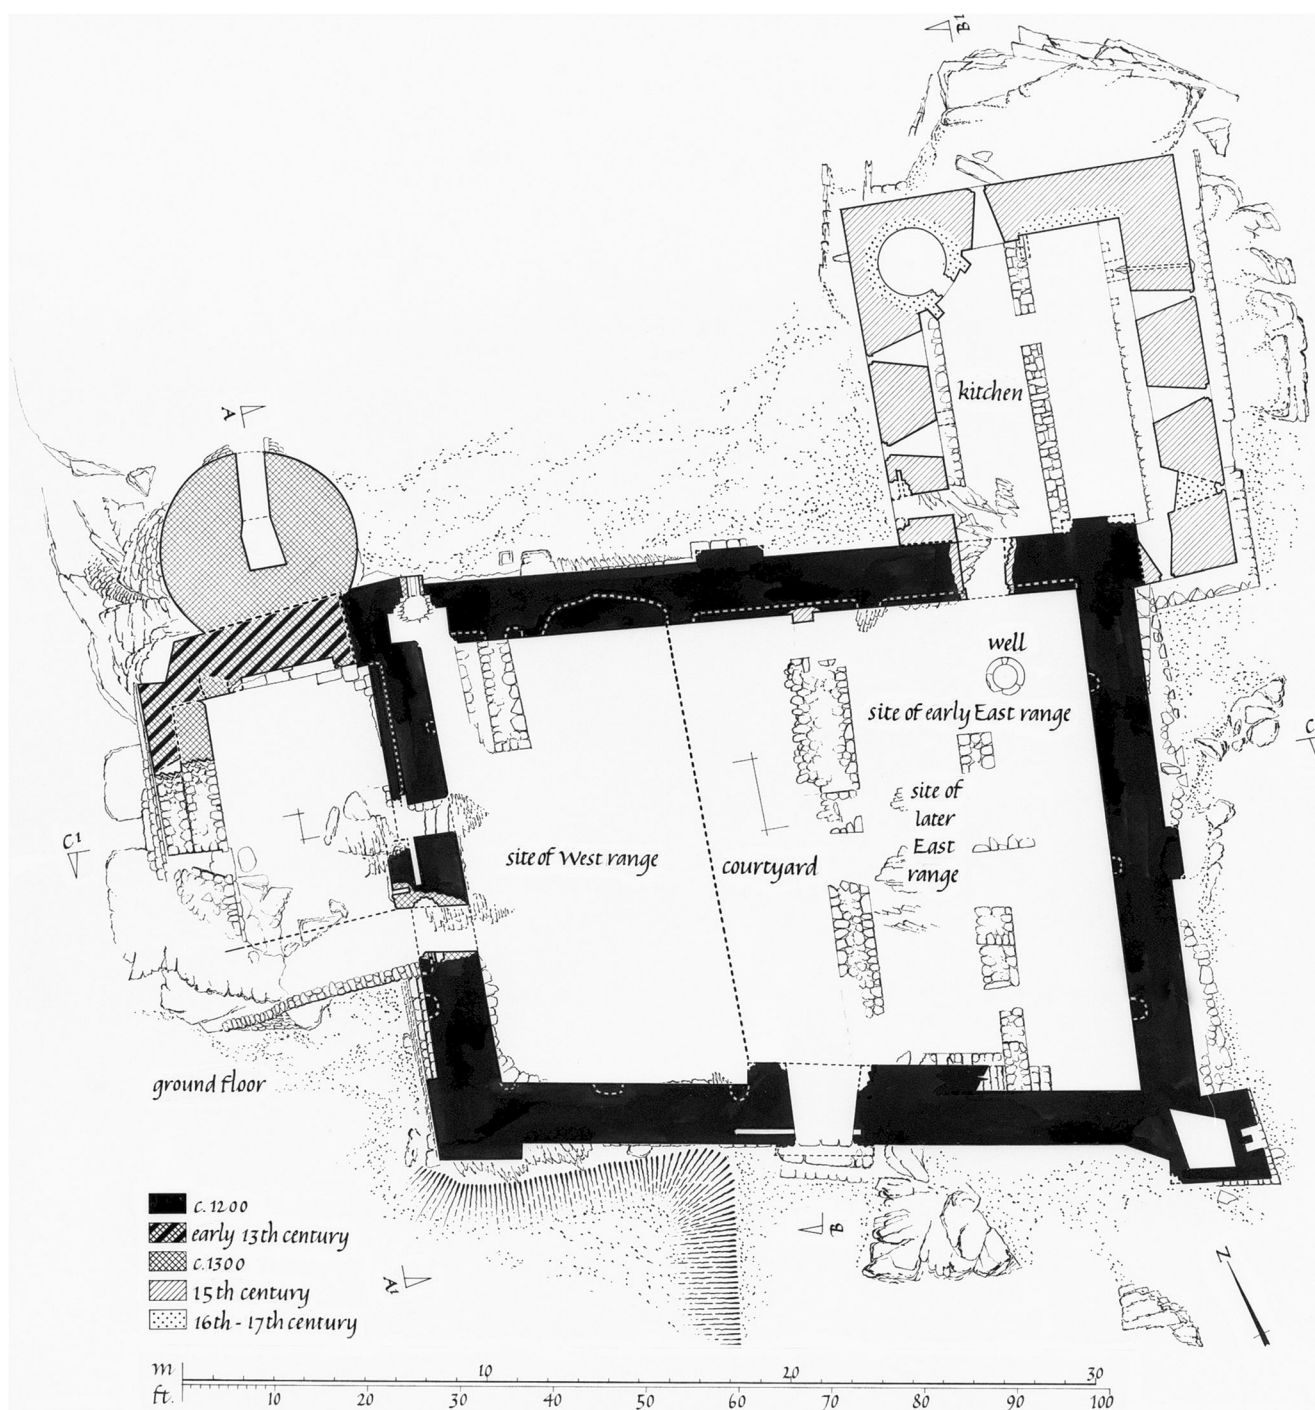 B¹
A
kitchen
well
site of early East range
C
site of
later
East
range
C¹
site of West range
courtyard
ground floor
c.1200
early 13th century
c.1300
15th century
16th - 17th century
B
A¹
N
m
10
20
30
ft.
10
20
30
40
50
60
70
80
90
100